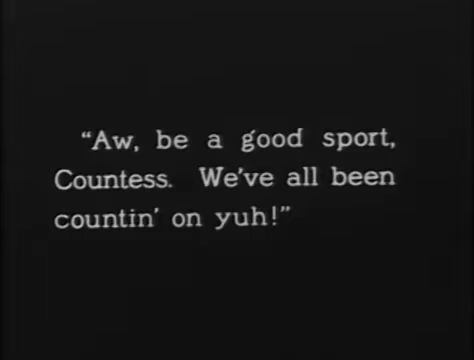 “Aw, be a good sport,
Countess. We’ve all been
countin’ on yuh!”